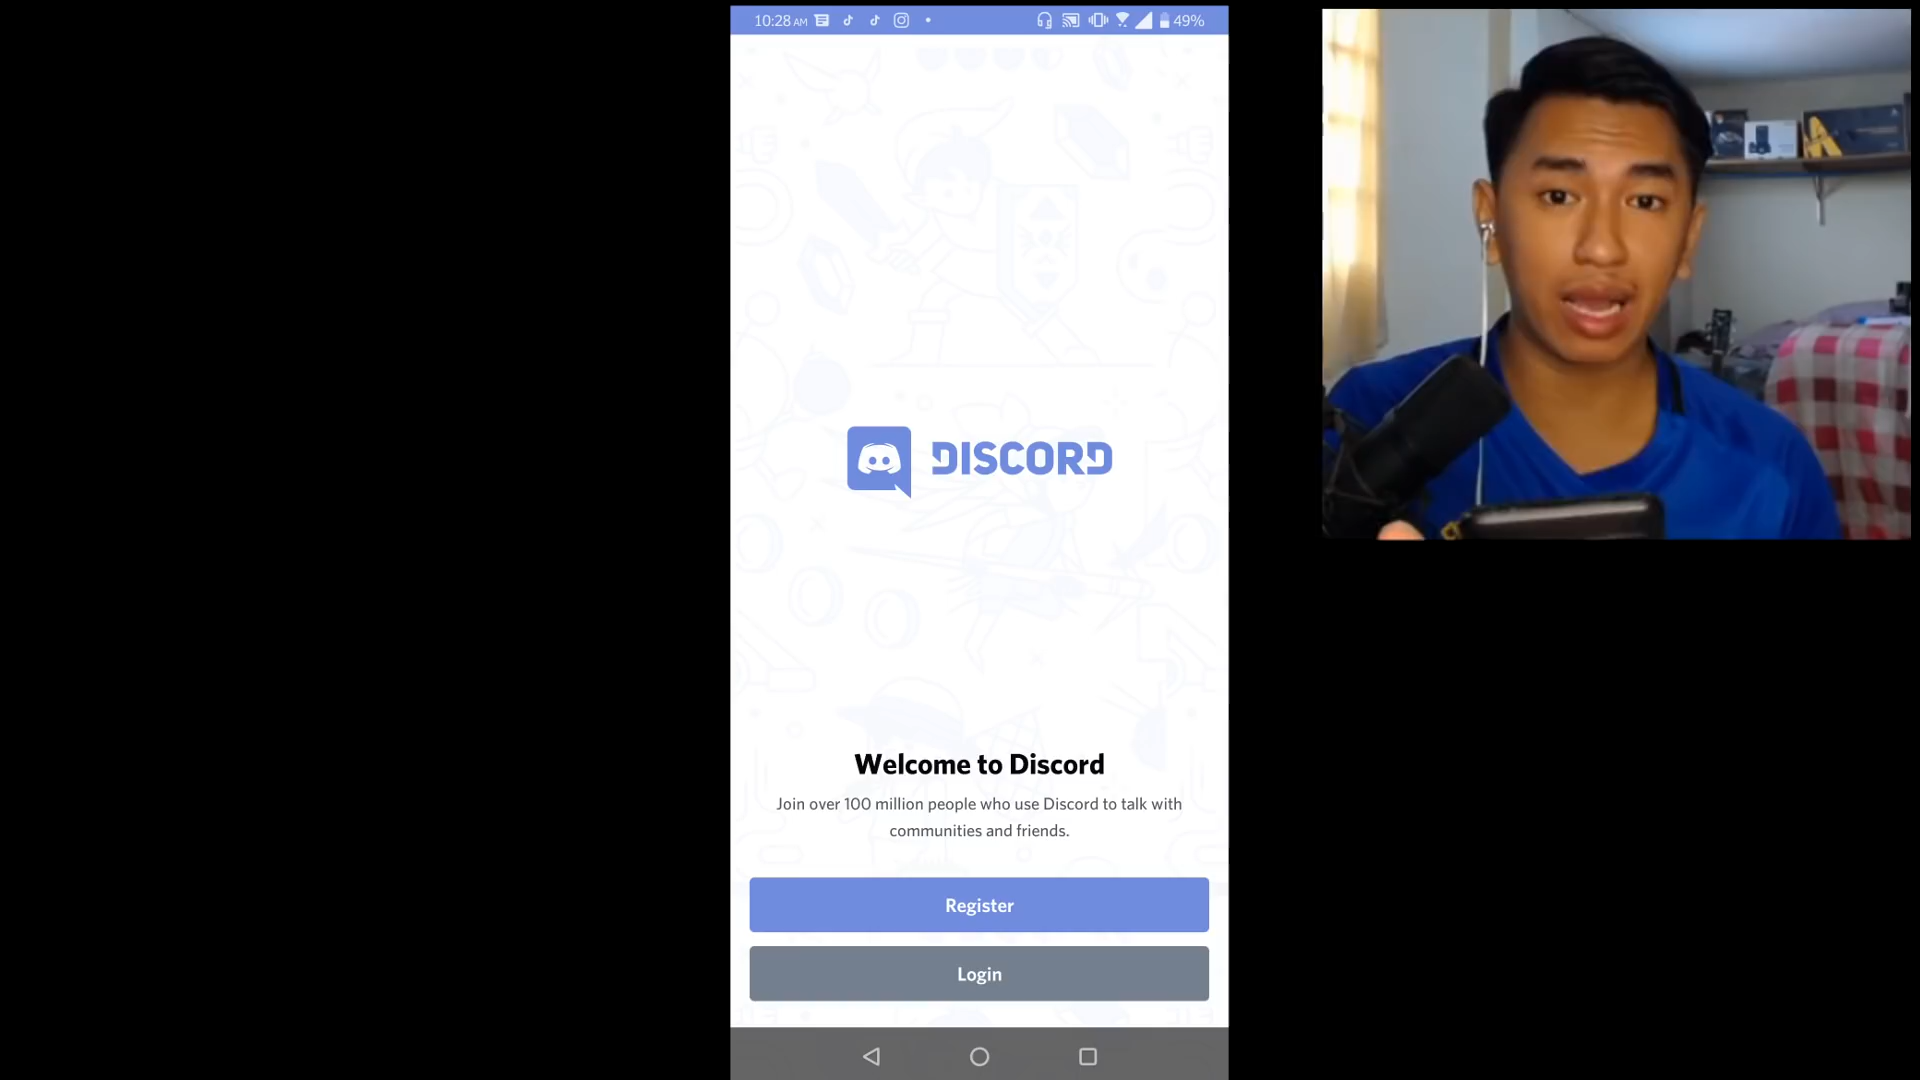 10:28 AM
49%
DISCORD
Welcome to Discord
Join over 100 million people who use Discord to talk with
communities and friends.
Register
Login